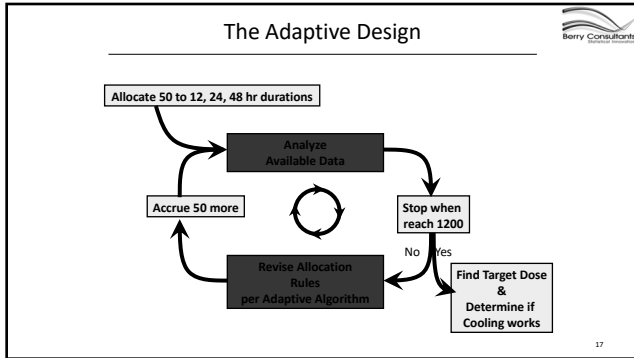 The Adaptive Design
Berry Consultants
Statistical Innovation
Allocate 50 to 12, 24, 48 hr durations
Analyze
Available Data
Accrue 50 more
Stop when
reach 1200
No
Yes
Revise Allocation
Rules
per Adaptive Algorithm
Find Target Dose
&
Determine if
Cooling works
17